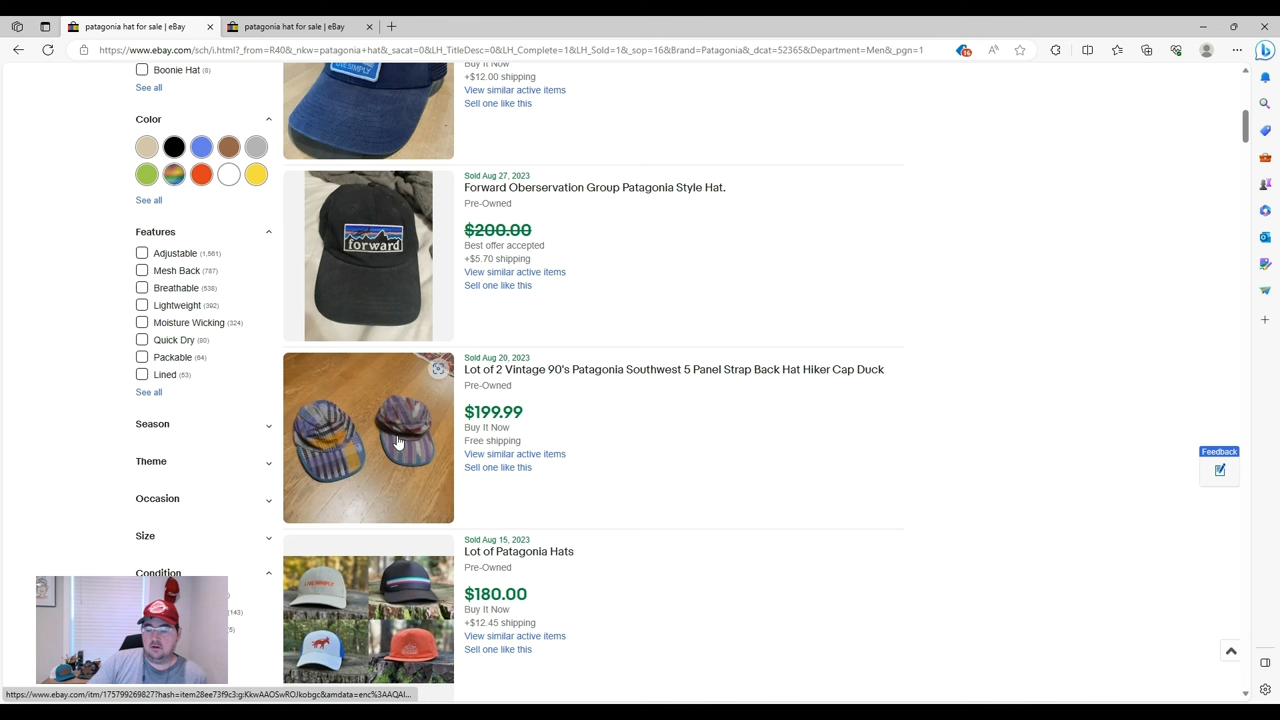 patagonia hat for sale | eBay
patagonia hat for sale | eBay
https://www.ebay.com/sch/i.html?_from=R40&_nkw=patagonia+hat&_sacat=0&LH_TitleDesc=0&LH_Complete=1&LH_Sold=1&_sop=16&Brand=Patagonia&_dcat=52365&Department=Men&_pgn=1
16
Boonie Hat (8)
See all
Color
See all
Features
Adjustable (1,561)
Mesh Back (787)
Breathable (538)
Lightweight (392)
Moisture Wicking (324)
Quick Dry (80)
Packable (64)
Lined (53)
See all
Season
Theme
Occasion
Size
Condition
(143)
(5)
LIVE SIMPLY
Buy It Now
+$12.00 shipping
View similar active items
Sell one like this
forward
Sold Aug 27, 2023
Forward Oberservation Group Patagonia Style Hat.
Pre-Owned
$200.00
Best offer accepted
+$5.70 shipping
View similar active items
Sell one like this
Sold Aug 20, 2023
Lot of 2 Vintage 90's Patagonia Southwest 5 Panel Strap Back Hat Hiker Cap Duck
Pre-Owned
$199.99
Buy It Now
Free shipping
View similar active items
Sell one like this
LIVE SIMPLY
Sold Aug 15, 2023
Lot of Patagonia Hats
Pre-Owned
$180.00
Buy It Now
+$12.45 shipping
View similar active items
Sell one like this
Feedback